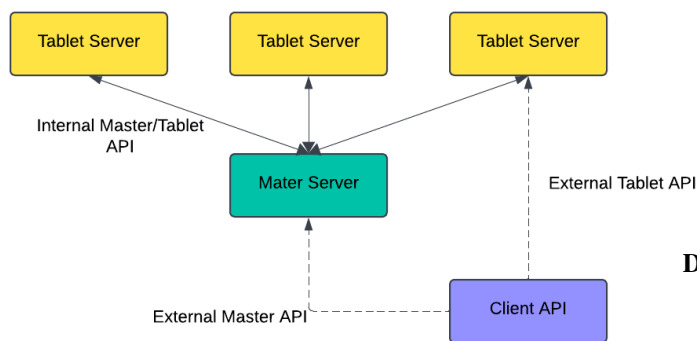 Tablet Server
Tablet Server
Tablet Server
Internal Master/Tablet
API
Mater Server
External Tablet API
D
External Master API
Client API